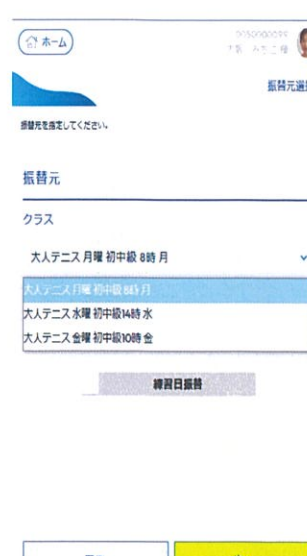 ホーム
0050000099
振替元選
振替元を指定してください。
振替元
クラス
大人テニス 月曜 初中級 8時 月
大人テニス 月曜 初中級 8時 月
大人テニス 水曜 初中級14時 水
大人テニス 金曜 初中級10時 金
練習日振替